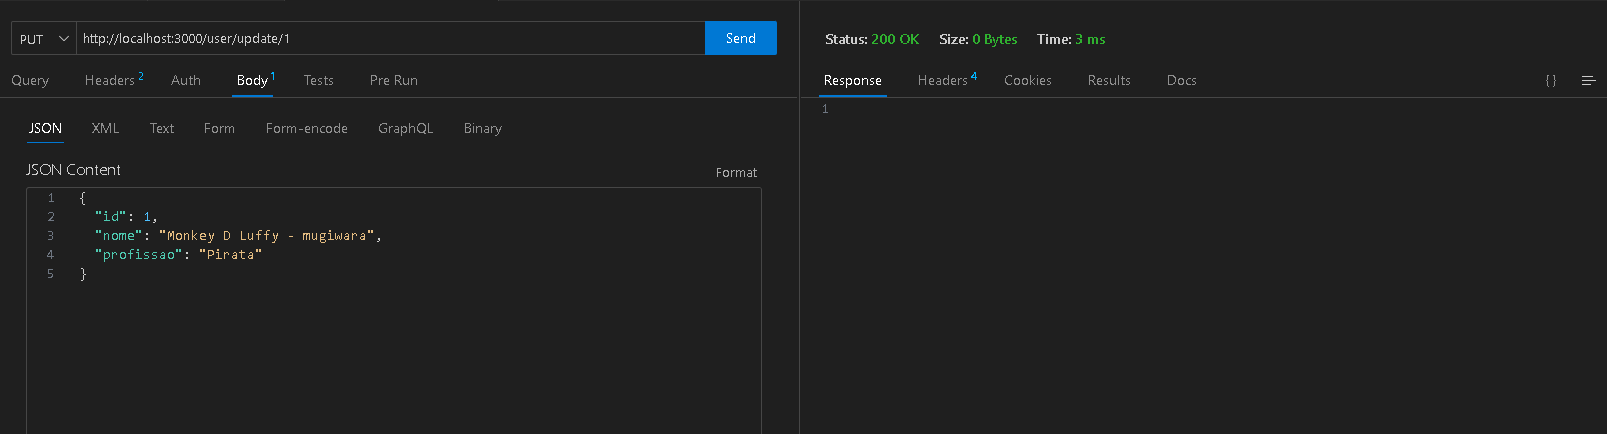 PUT http://localhost:3000/user/update/1 Send
Query Headers 2 Auth Body 1 Tests Pre Run
JSON XML Text Form Form-encode GraphQL Binary
JSON Content Format
1 {
2 "id": 1,
3 "nome": "Monkey D Luffy - mugiwara",
4 "profissao": "Pirata"
5 }
Status: 200 OK Size: 0 Bytes Time: 3 ms
Response Headers 4 Cookies Results Docs {}
1